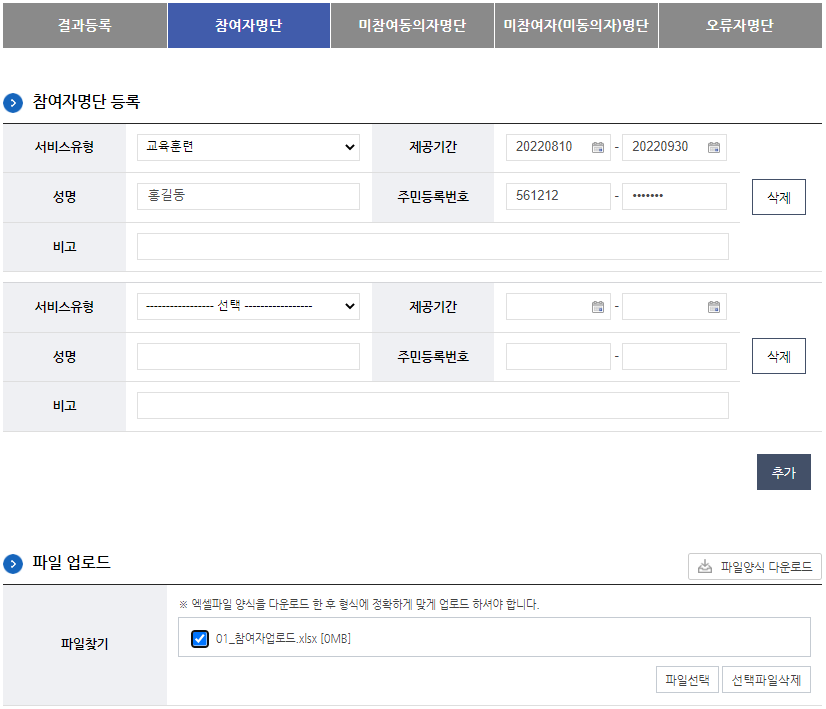 결과등록 참여자명단 미참여동의자명단 미참여자(미동의자)명단 오류자명단
참여자명단 등록
서비스유형 교육훈련 제공기간 20220810 - 20220930
성명 홍길동 주민등록번호 561212 - •••••••
삭제
비고
서비스유형 ----------------- 선택 ----------------- 제공기간 -
성명 주민등록번호 -
삭제
비고
추가
파일 업로드 파일양식 다운로드
※ 엑셀파일 양식을 다운로드 한 후 형식에 정확하게 맞게 업로드 하셔야 합니다.
파일찾기 01_참여자업로드.xlsx [0MB]
파일선택 선택파일삭제